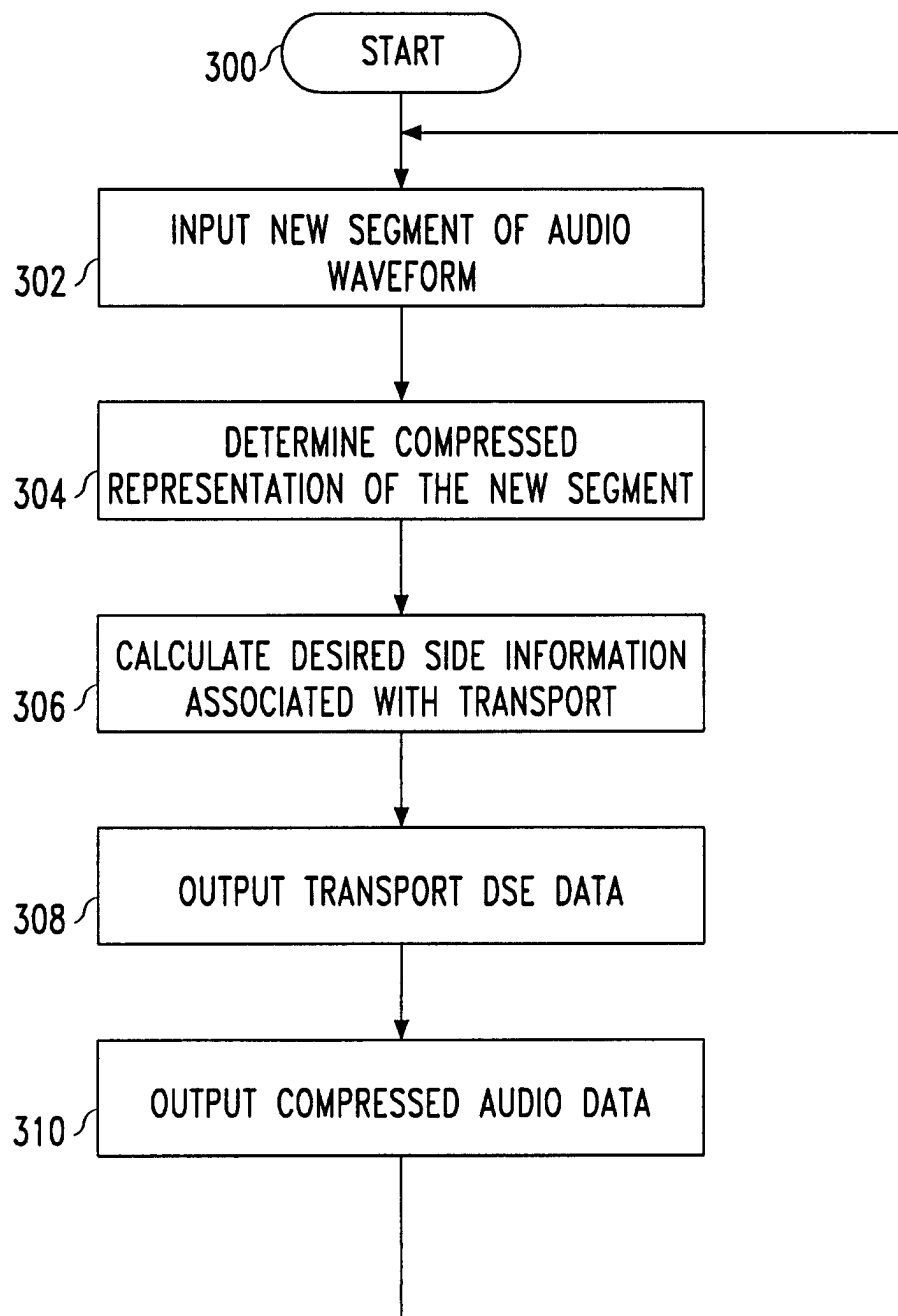 START
300
INPUT NEW SEGMENT OF AUDIO
WAVEFORM
302
DETERMINE COMPRESSED
REPRESENTATION OF THE NEW SEGMENT
304
CALCULATE DESIRED SIDE INFORMATION
ASSOCIATED WITH TRANSPORT
306
OUTPUT TRANSPORT DSE DATA
308
OUTPUT COMPRESSED AUDIO DATA
310